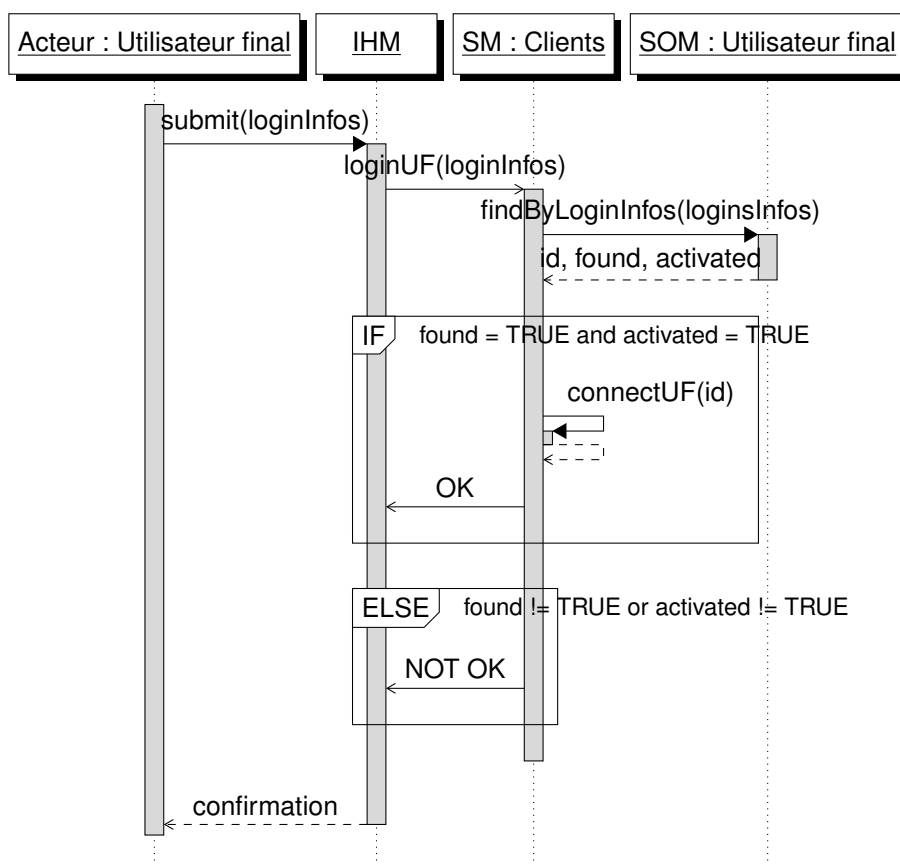 Acteur : Utilisateur final
IHM
SM : Clients
SOM : Utilisateur final
submit(loginInfos)
loginUF(loginInfos)
findByLoginInfos(loginsInfos)
id, found, activated
IF
found = TRUE and activated = TRUE
connectUF(id)
OK
ELSE
found != TRUE or activated != TRUE
NOT OK
confirmation